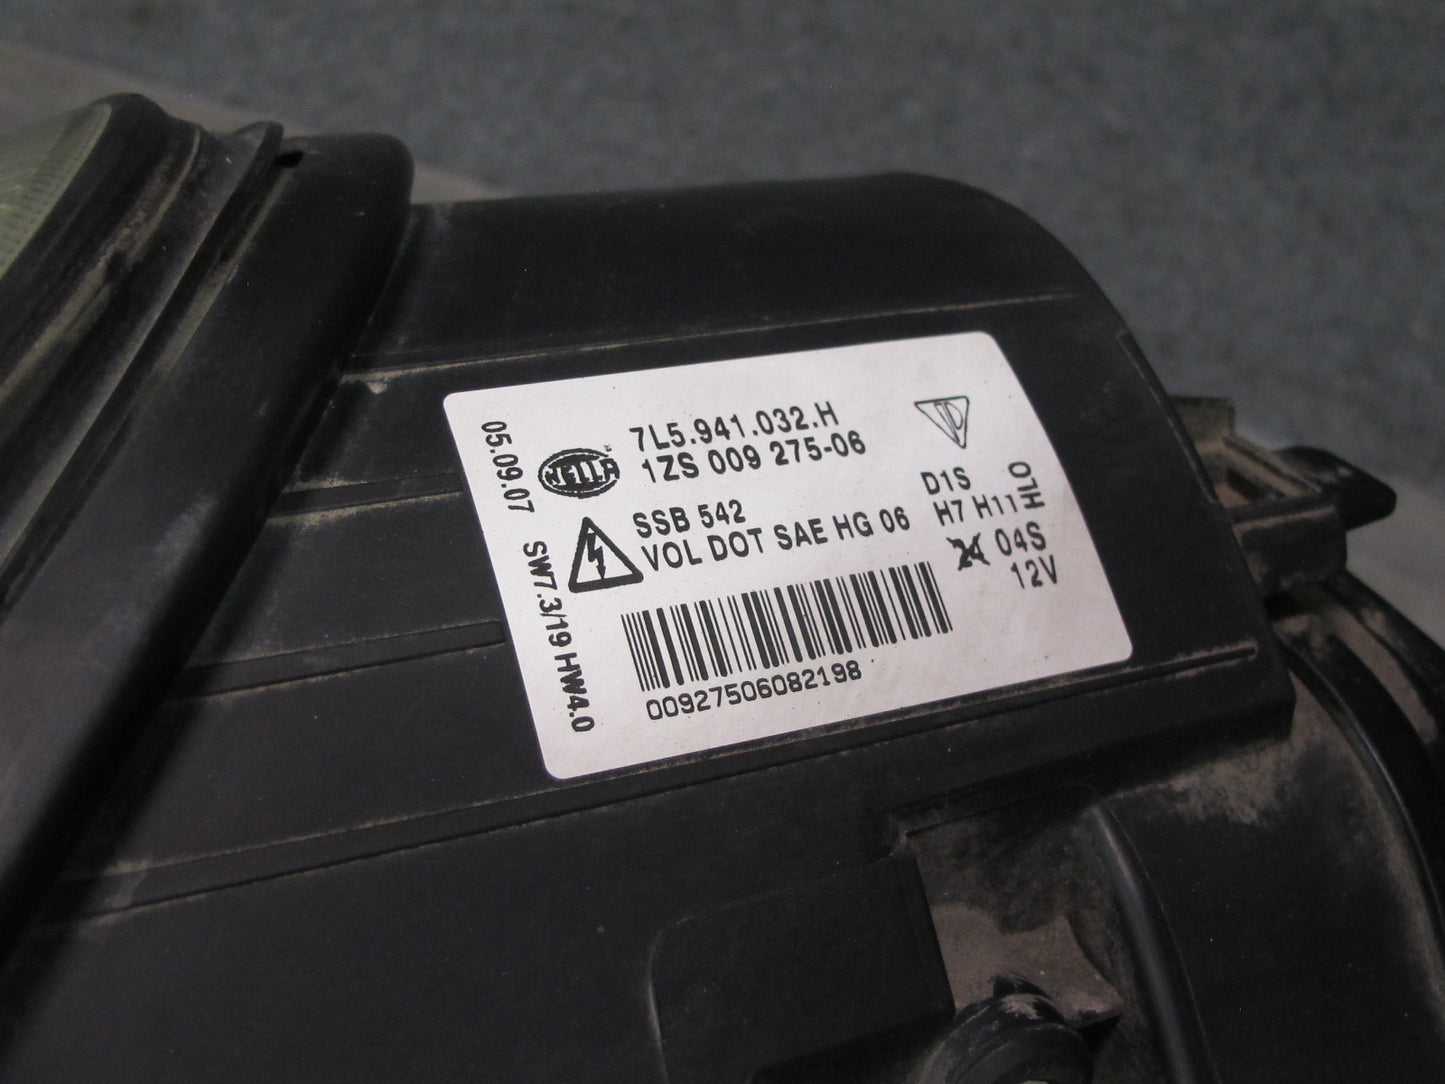 7L5.941.032.H
1ZS 009 275-06
HELLA
SSB 542
VOL DOT SAE HG 06
D1S
H7 H11
HLO
24 04S
12V
00927506082198
05.09.07 SW7.3/19 HW4.0